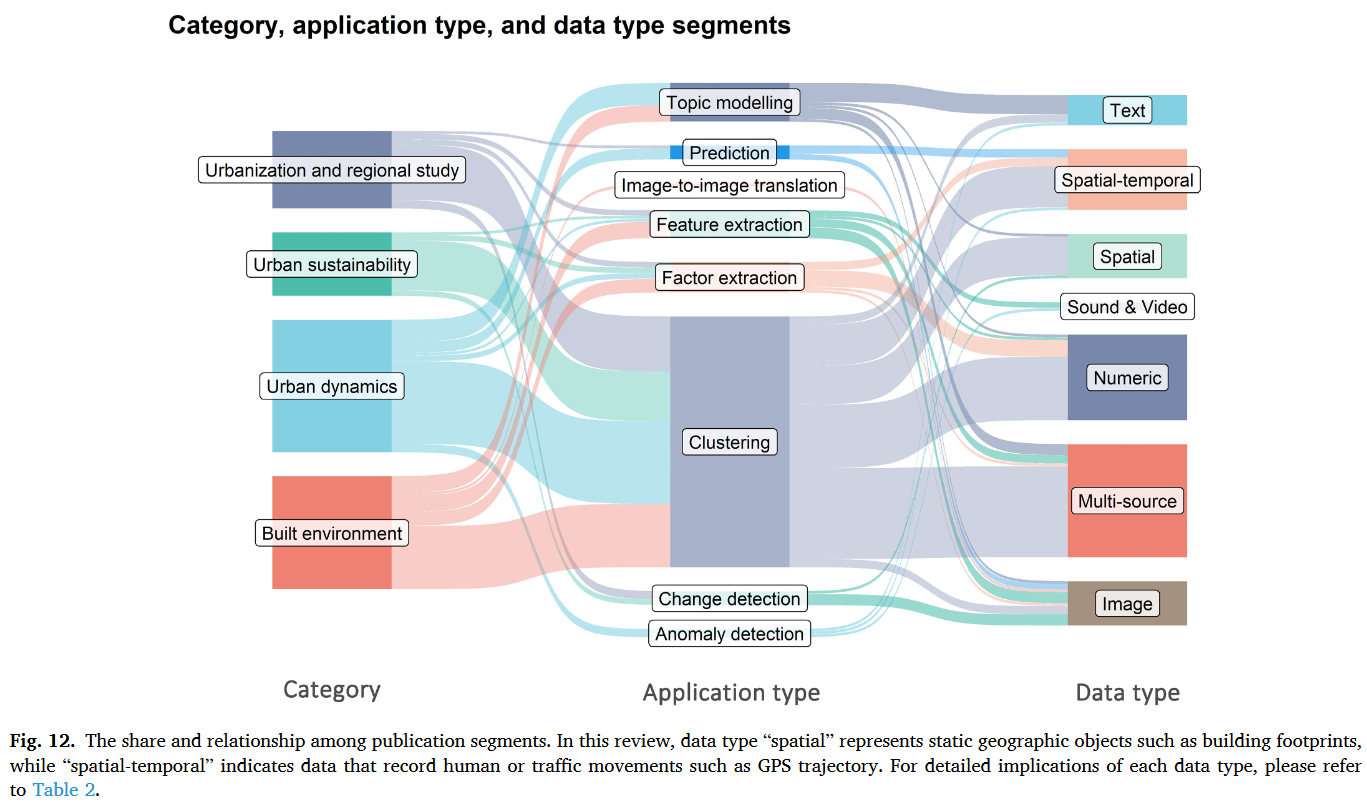 Category, application type, and data type segments
Urbanization and regional study
Urban sustainability
Urban dynamics
Built environment
Topic modelling
Prediction
Image-to-image translation
Feature extraction
Factor extraction
Clustering
Change detection
Anomaly detection
Text
Spatial-temporal
Spatial
Sound & Video
Numeric
Multi-source
Image
Category
Application type
Data type
Fig. 12. The share and relationship among publication segments. In this review, data type “spatial” represents static geographic objects such as building footprints,
while “spatial-temporal” indicates data that record human or traffic movements such as GPS trajectory. For detailed implications of each data type, please refer
to Table 2.